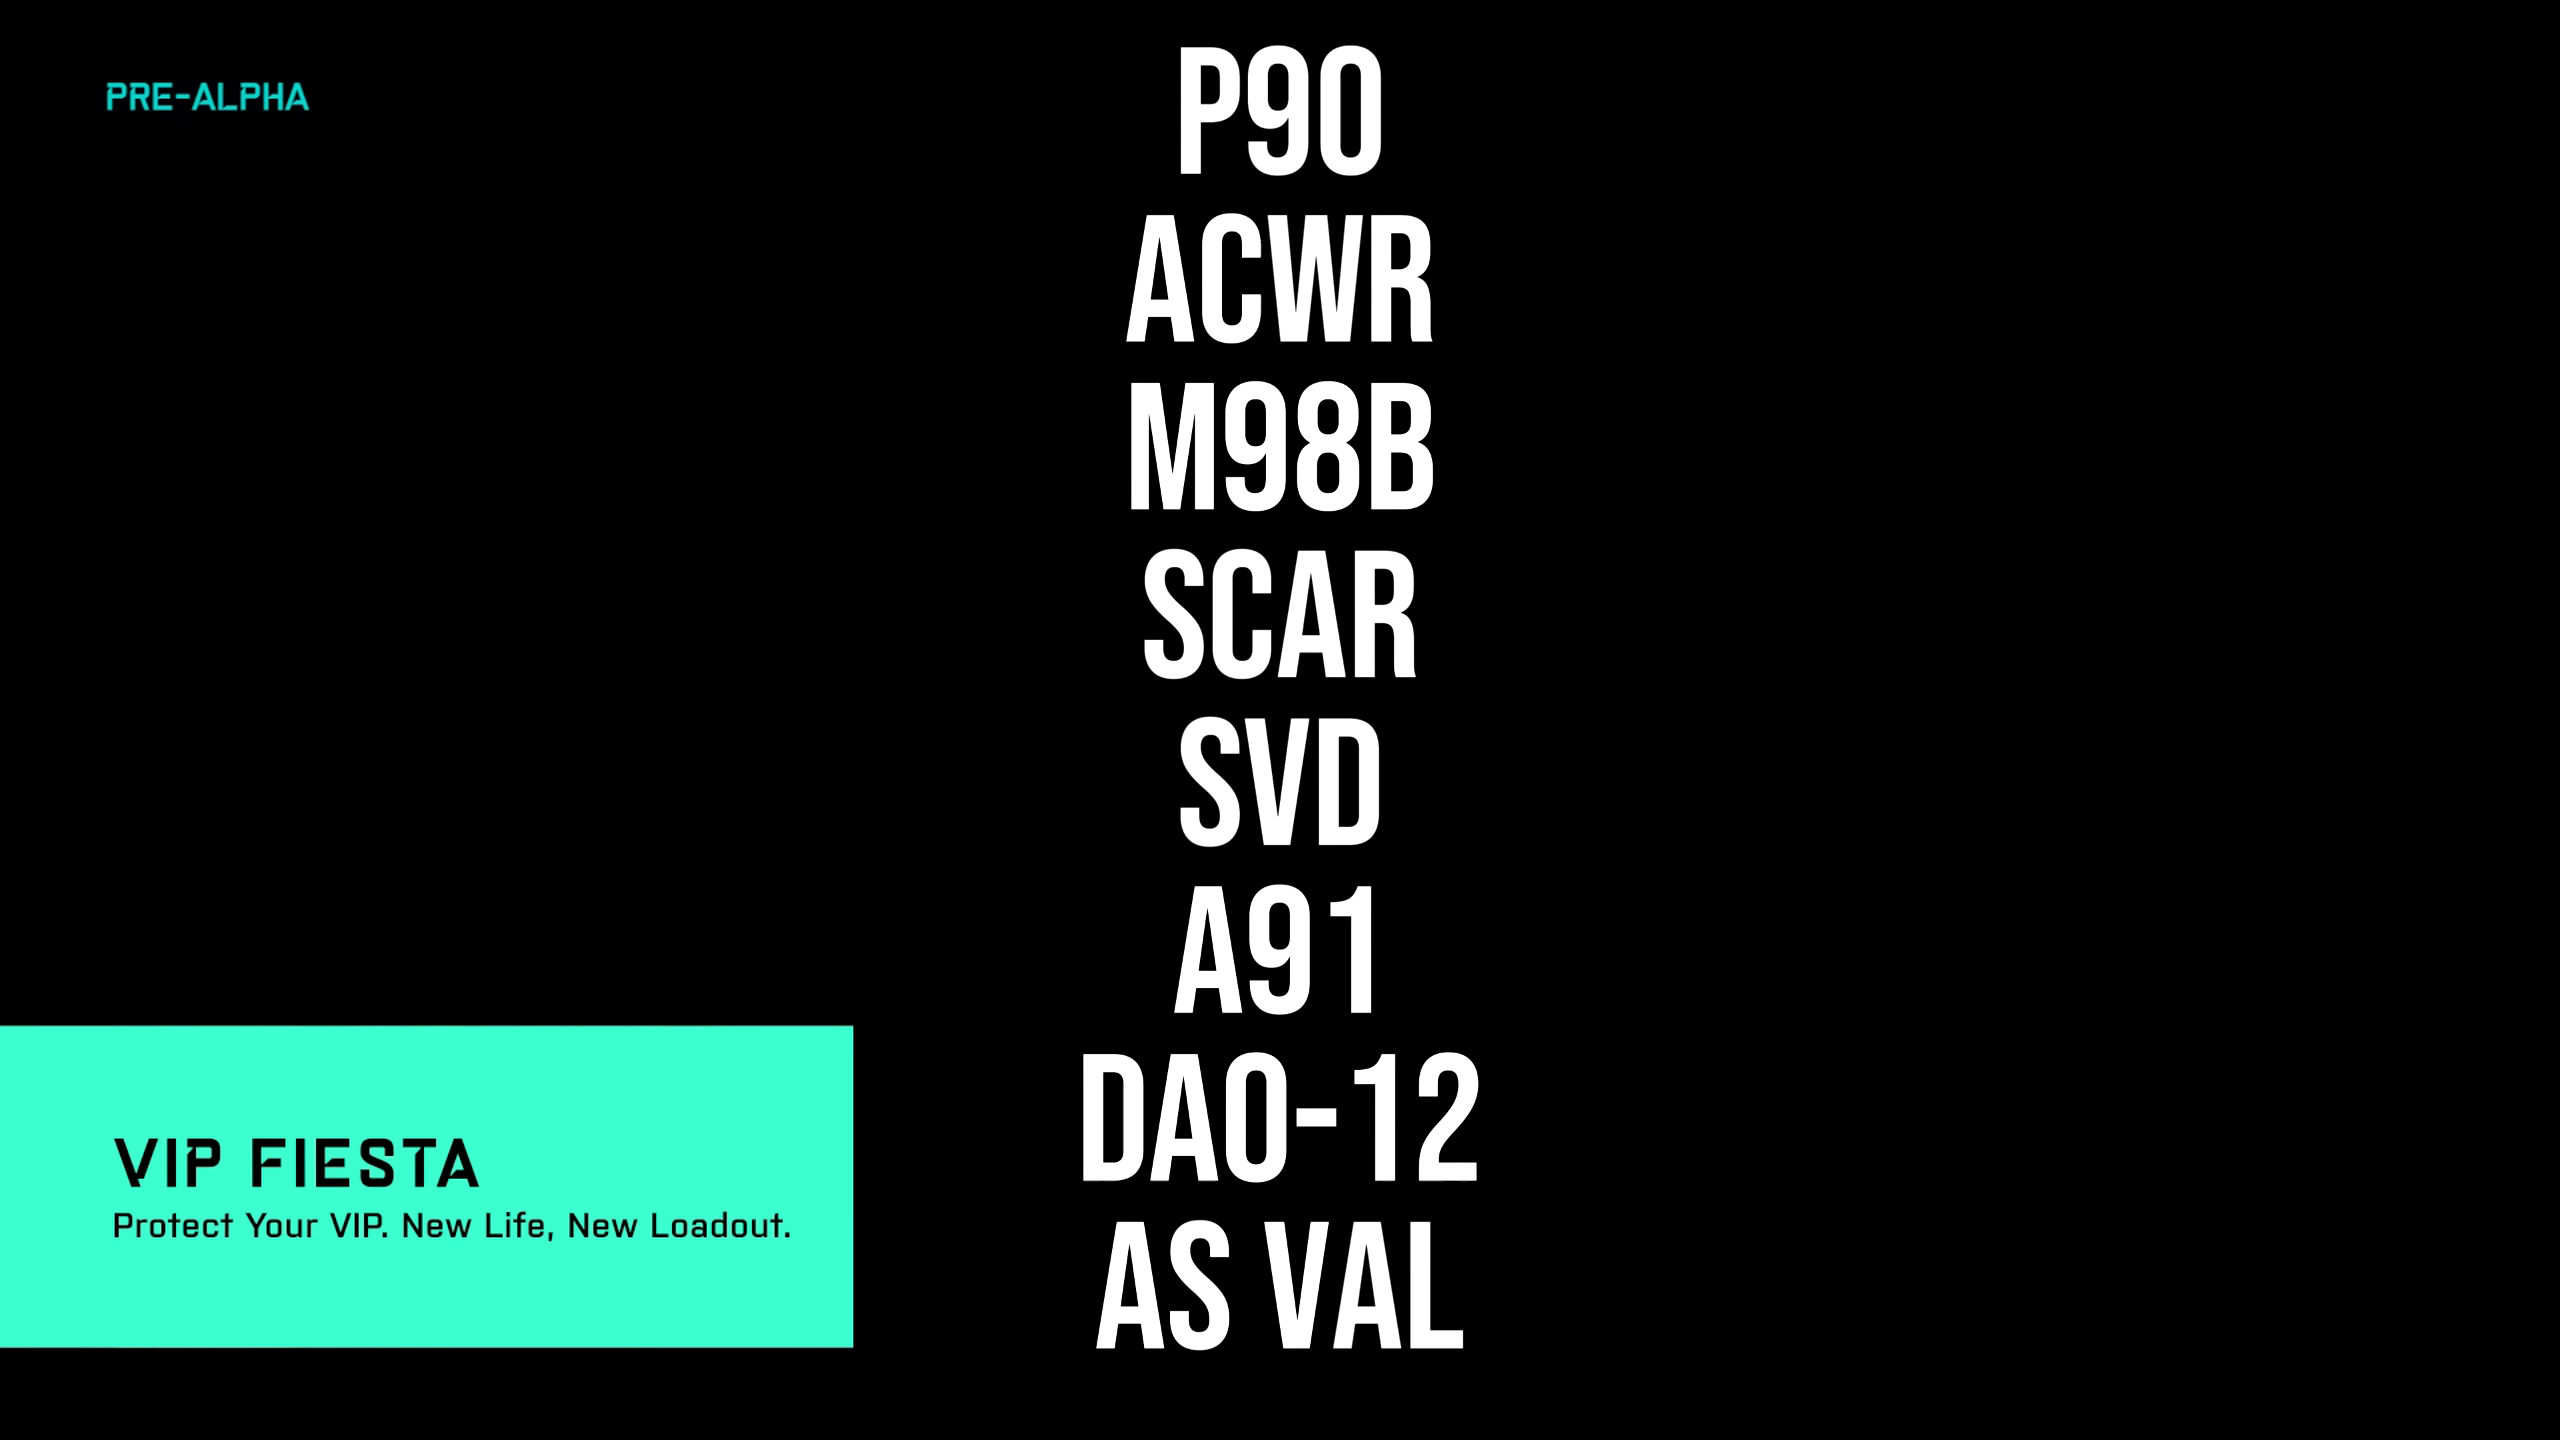 PRE-ALPHA
P90
ACWR
M98B
SCAR
SVD
A91
DAO-12
AS VAL
VIP FIESTA
Protect Your VIP. New Life, New Loadout.